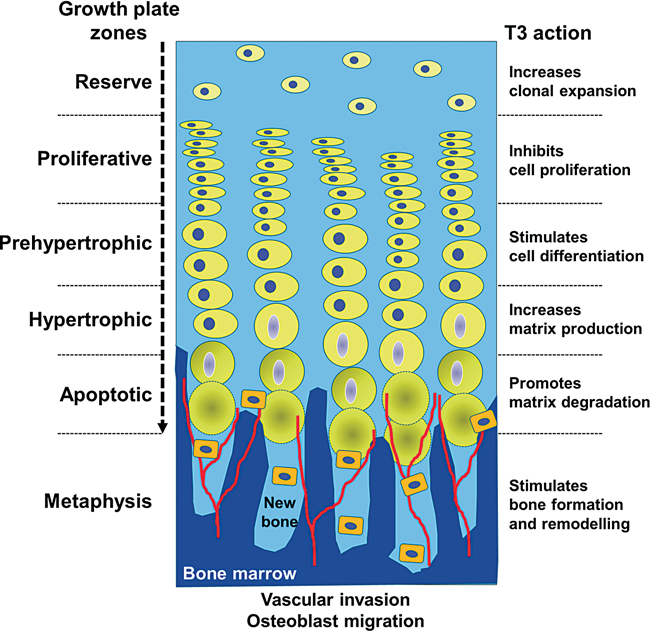 Growth plate
zones
T3 action
Reserve
Increases
clonal expansion
Proliferative
Inhibits
cell proliferation
Prehypertrophic
Stimulates
cell differentiation
Hypertrophic
Increases
matrix production
Apoptotic
Promotes
matrix degradation
Metaphysis
Stimulates
bone formation
and remodelling
New
bone
Bone marrow
Vascular invasion
Osteoblast migration